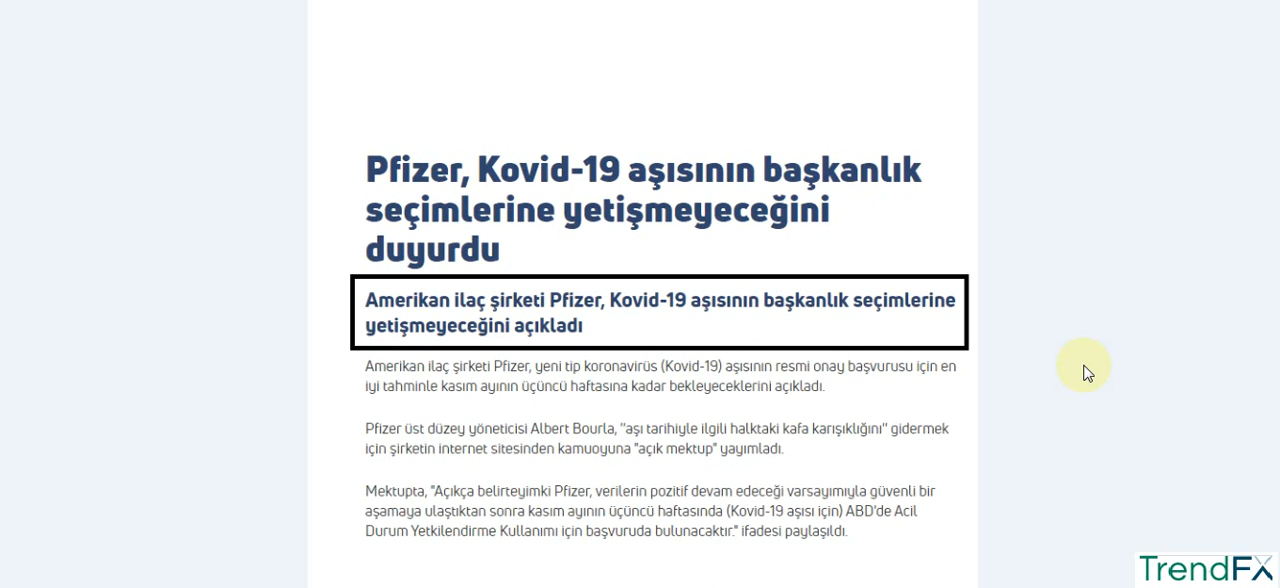 Pfizer, Kovid-19 aşısının başkanlık
seçimlerine yetişmeyeceğini
duyurdu
Amerikan ilaç şirketi Pfizer, Kovid-19 aşısının başkanlık seçimlerine
yetişmeyeceğini açıkladı
Amerikan ilaç şirketi Pfizer, yeni tip koronavirüs (Kovid-19) aşısının resmi onay başvurusu için en
iyi tahminle kasım ayının üçüncü haftasına kadar bekleyeceklerini açıkladı.
Pfizer üst düzey yöneticisi Albert Bourla, "aşı tarihiyle ilgili halktaki kafa karışıklığını" gidermek
için şirketin internet sitesinden kamuoyuna "açık mektup" yayımladı.
Mektupta, "Açıkça belirteyimki Pfizer, verilerin pozitif devam edeceği varsayımıyla güvenli bir
aşamaya ulaştıktan sonra kasım ayının üçüncü haftasında (Kovid-19 aşısı için) ABD'de Acil
Durum Yetkilendirme Kullanımı için başvuruda bulunacaktır." ifadesi paylaşıldı.
TrendFX